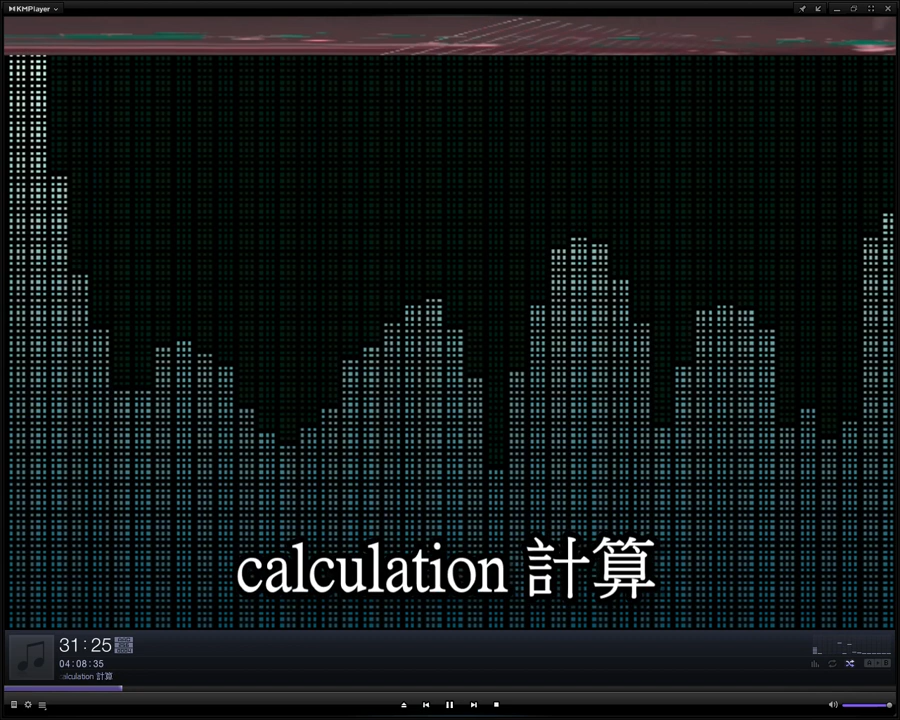 KMPlayer
calculation 計算
31:25
04:08:35
alculation 計算